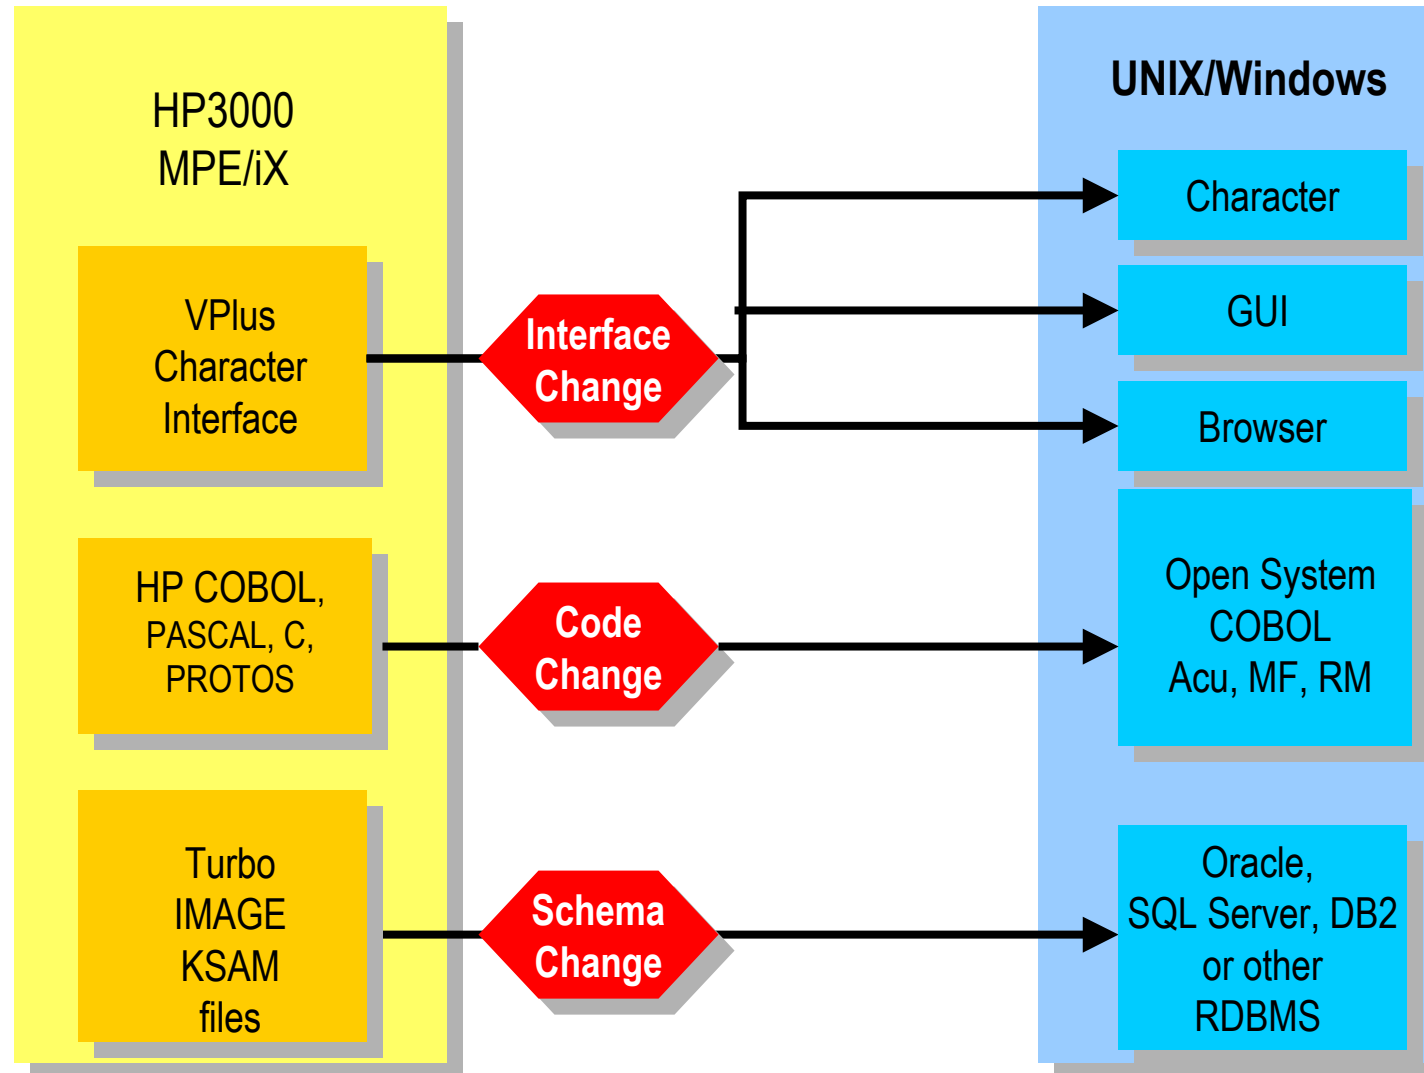 HP3000
MPE/iX
VPlus
Character
Interface
HP COBOL,
PASCAL, C,
PROTOS
Turbo
IMAGE
KSAM
files
Interface
Change
Code
Change
Schema
Change
UNIX/Windows
Character
GUI
Browser
Open System
COBOL
Acu, MF, RM
Oracle,
SQL Server, DB2
or other
RDBMS